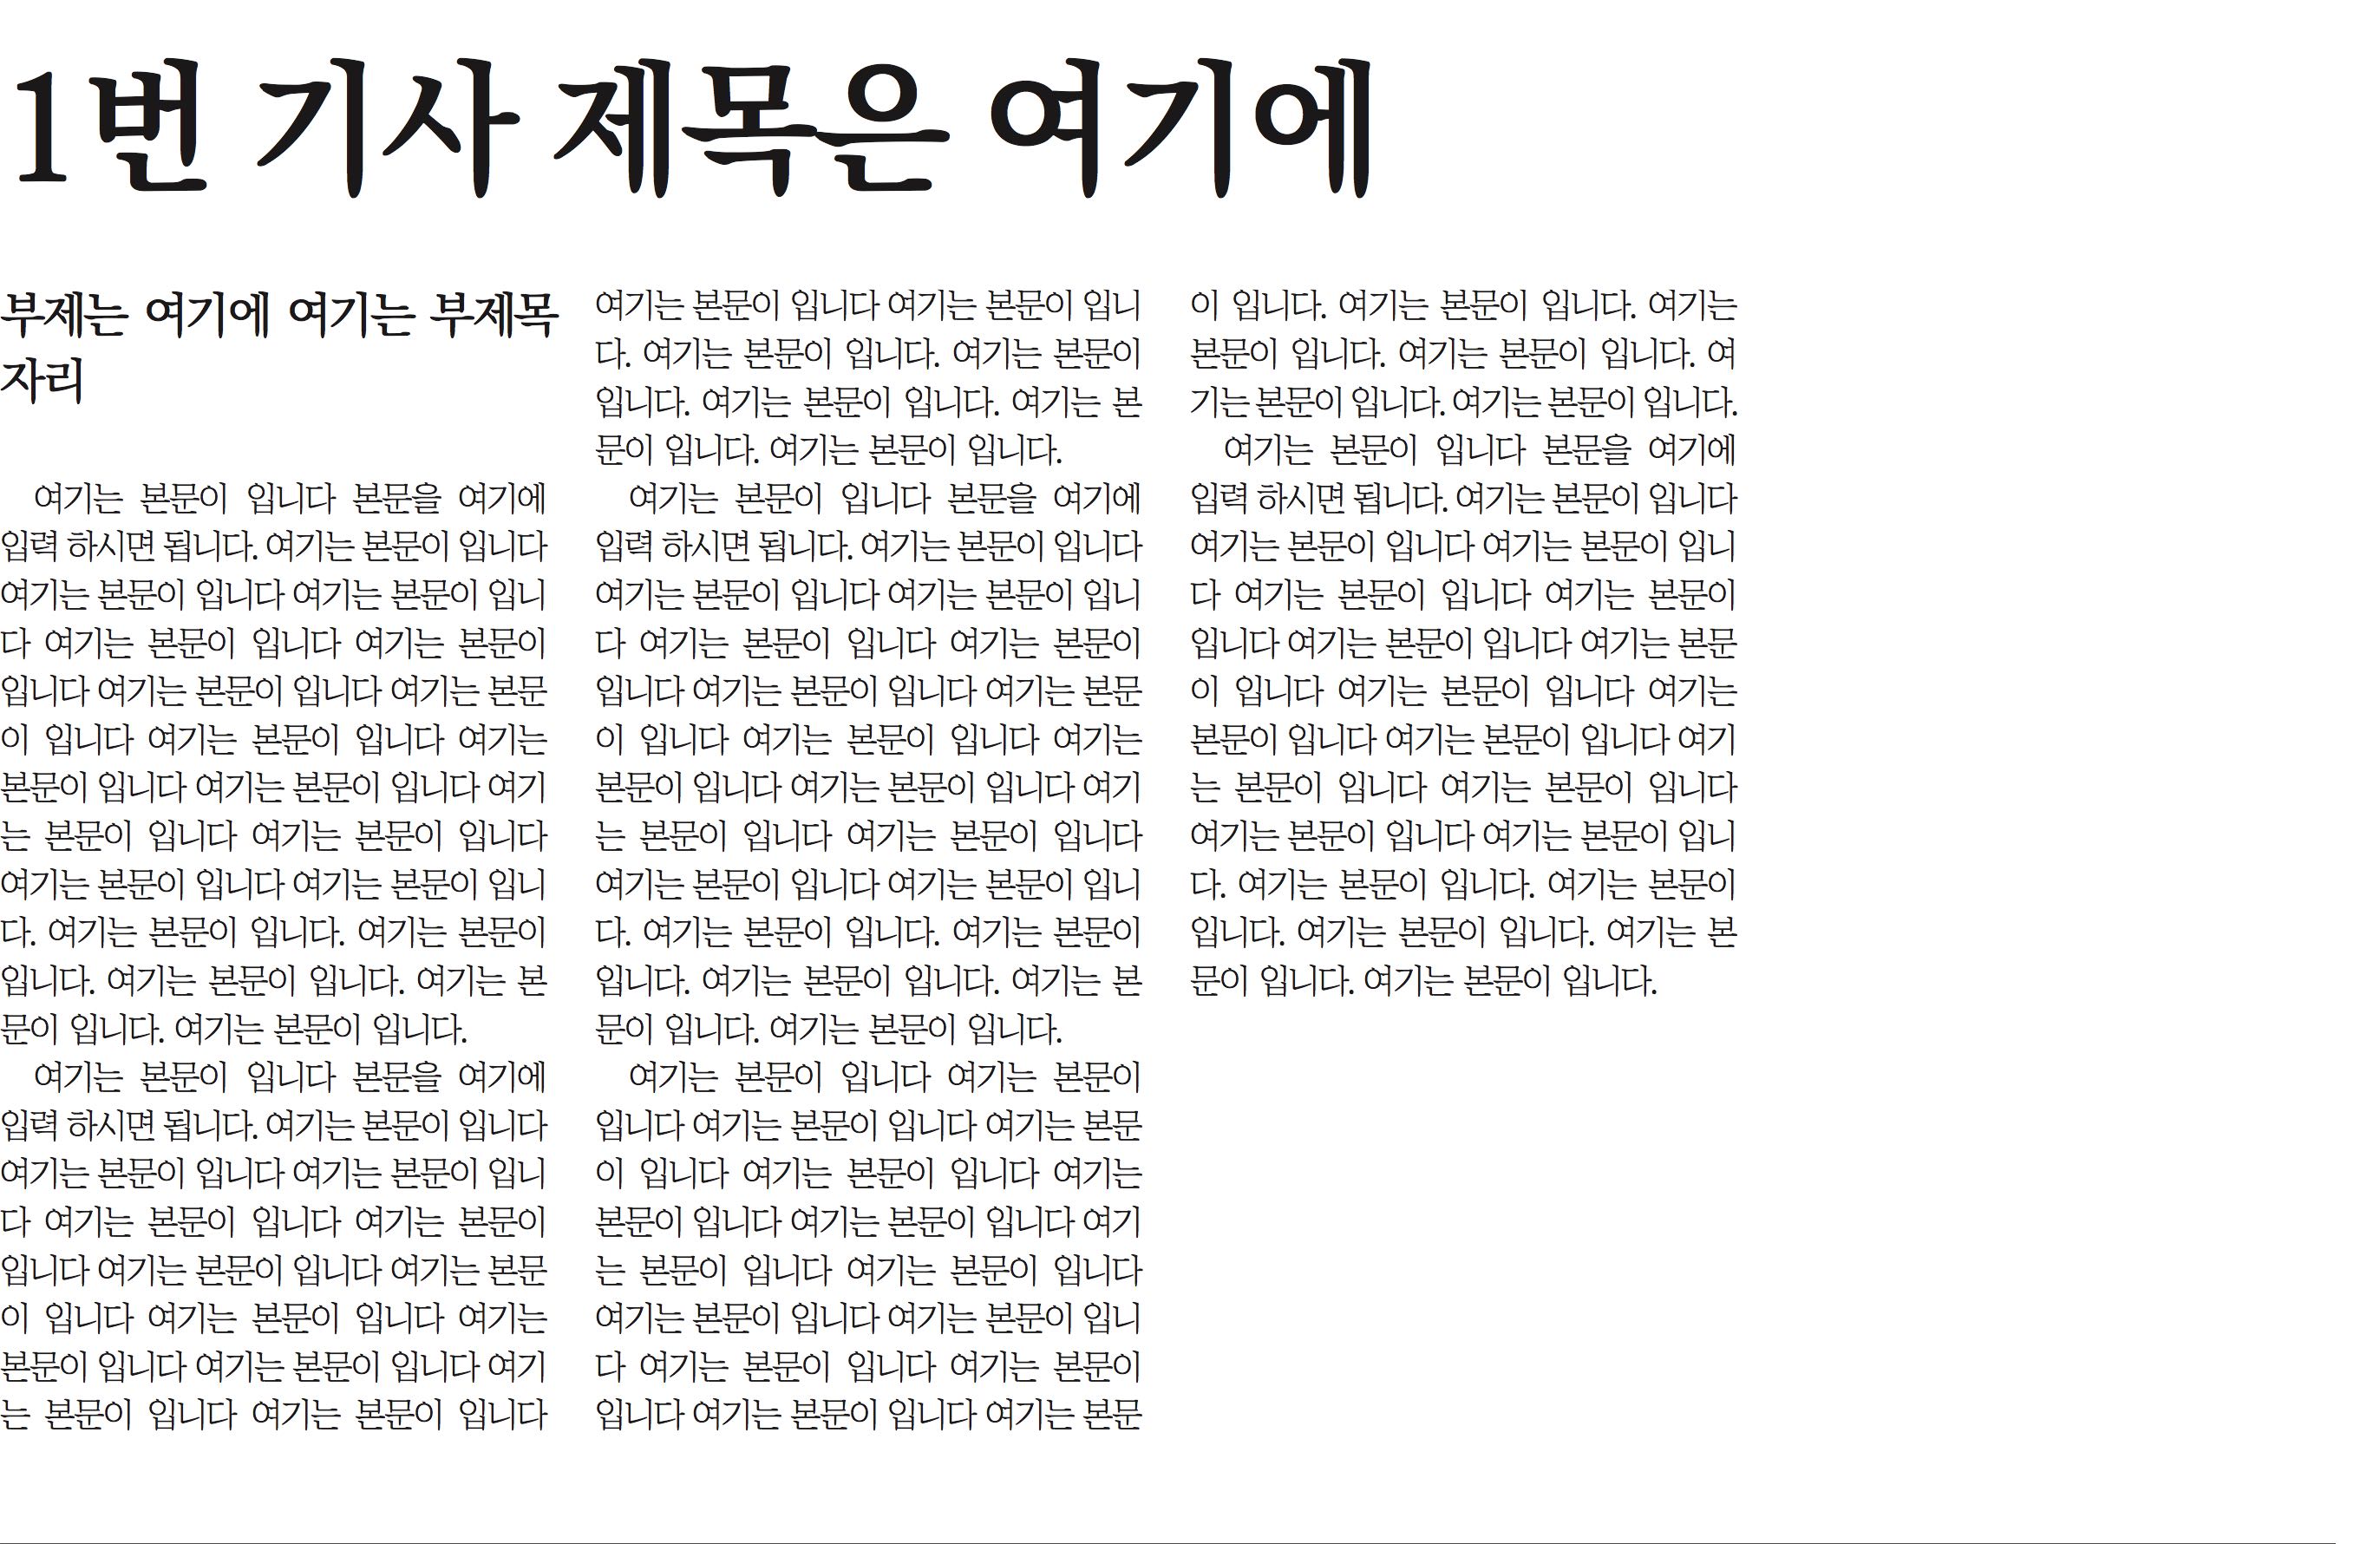 1번 기사 제목은 여기에
부제는 여기에 여기는 부제목
자리
여기는 본문이 입니다 본문을 여기에
입력 하시면 됩니다. 여기는 본문이 입니다
여기는 본문이 입니다 여기는 본문이 입니
다 여기는 본문이 입니다 여기는 본문이
입니다 여기는 본문이 입니다 여기는 본문
이 입니다 여기는 본문이 입니다 여기는
본문이 입니다 여기는 본문이 입니다 여기
는 본문이 입니다 여기는 본문이 입니다
여기는 본문이 입니다 여기는 본문이 입니
다. 여기는 본문이 입니다. 여기는 본문이
입니다. 여기는 본문이 입니다. 여기는 본
문이 입니다. 여기는 본문이 입니다.
여기는 본문이 입니다 본문을 여기에
입력 하시면 됩니다. 여기는 본문이 입니다
여기는 본문이 입니다 여기는 본문이 입니
다 여기는 본문이 입니다 여기는 본문이
입니다 여기는 본문이 입니다 여기는 본문
이 입니다 여기는 본문이 입니다 여기는
본문이 입니다 여기는 본문이 입니다 여기
는 본문이 입니다 여기는 본문이 입니다
여기는 본문이 입니다 여기는 본문이 입니
다. 여기는 본문이 입니다. 여기는 본문이
입니다. 여기는 본문이 입니다. 여기는 본
문이 입니다. 여기는 본문이 입니다.
여기는 본문이 입니다 본문을 여기에
입력 하시면 됩니다. 여기는 본문이 입니다
여기는 본문이 입니다 여기는 본문이 입니
다 여기는 본문이 입니다 여기는 본문이
입니다 여기는 본문이 입니다 여기는 본문
이 입니다 여기는 본문이 입니다 여기는
본문이 입니다 여기는 본문이 입니다 여기
는 본문이 입니다 여기는 본문이 입니다
여기는 본문이 입니다 여기는 본문이 입니
다. 여기는 본문이 입니다. 여기는 본문이
입니다. 여기는 본문이 입니다. 여기는 본
문이 입니다. 여기는 본문이 입니다.
여기는 본문이 입니다 여기는 본문이
입니다 여기는 본문이 입니다 여기는 본문
이 입니다 여기는 본문이 입니다 여기는
본문이 입니다 여기는 본문이 입니다 여기
는 본문이 입니다 여기는 본문이 입니다
여기는 본문이 입니다 여기는 본문이 입니
다 여기는 본문이 입니다 여기는 본문이
입니다 여기는 본문이 입니다 여기는 본문
이 입니다. 여기는 본문이 입니다. 여기는
본문이 입니다. 여기는 본문이 입니다. 여
기는 본문이 입니다. 여기는 본문이 입니다.
여기는 본문이 입니다 본문을 여기에
입력 하시면 됩니다. 여기는 본문이 입니다
여기는 본문이 입니다 여기는 본문이 입니
다 여기는 본문이 입니다 여기는 본문이
입니다 여기는 본문이 입니다 여기는 본문
이 입니다 여기는 본문이 입니다 여기는
본문이 입니다 여기는 본문이 입니다 여기
는 본문이 입니다 여기는 본문이 입니다
여기는 본문이 입니다 여기는 본문이 입니
다. 여기는 본문이 입니다. 여기는 본문이
입니다. 여기는 본문이 입니다. 여기는 본
문이 입니다. 여기는 본문이 입니다.